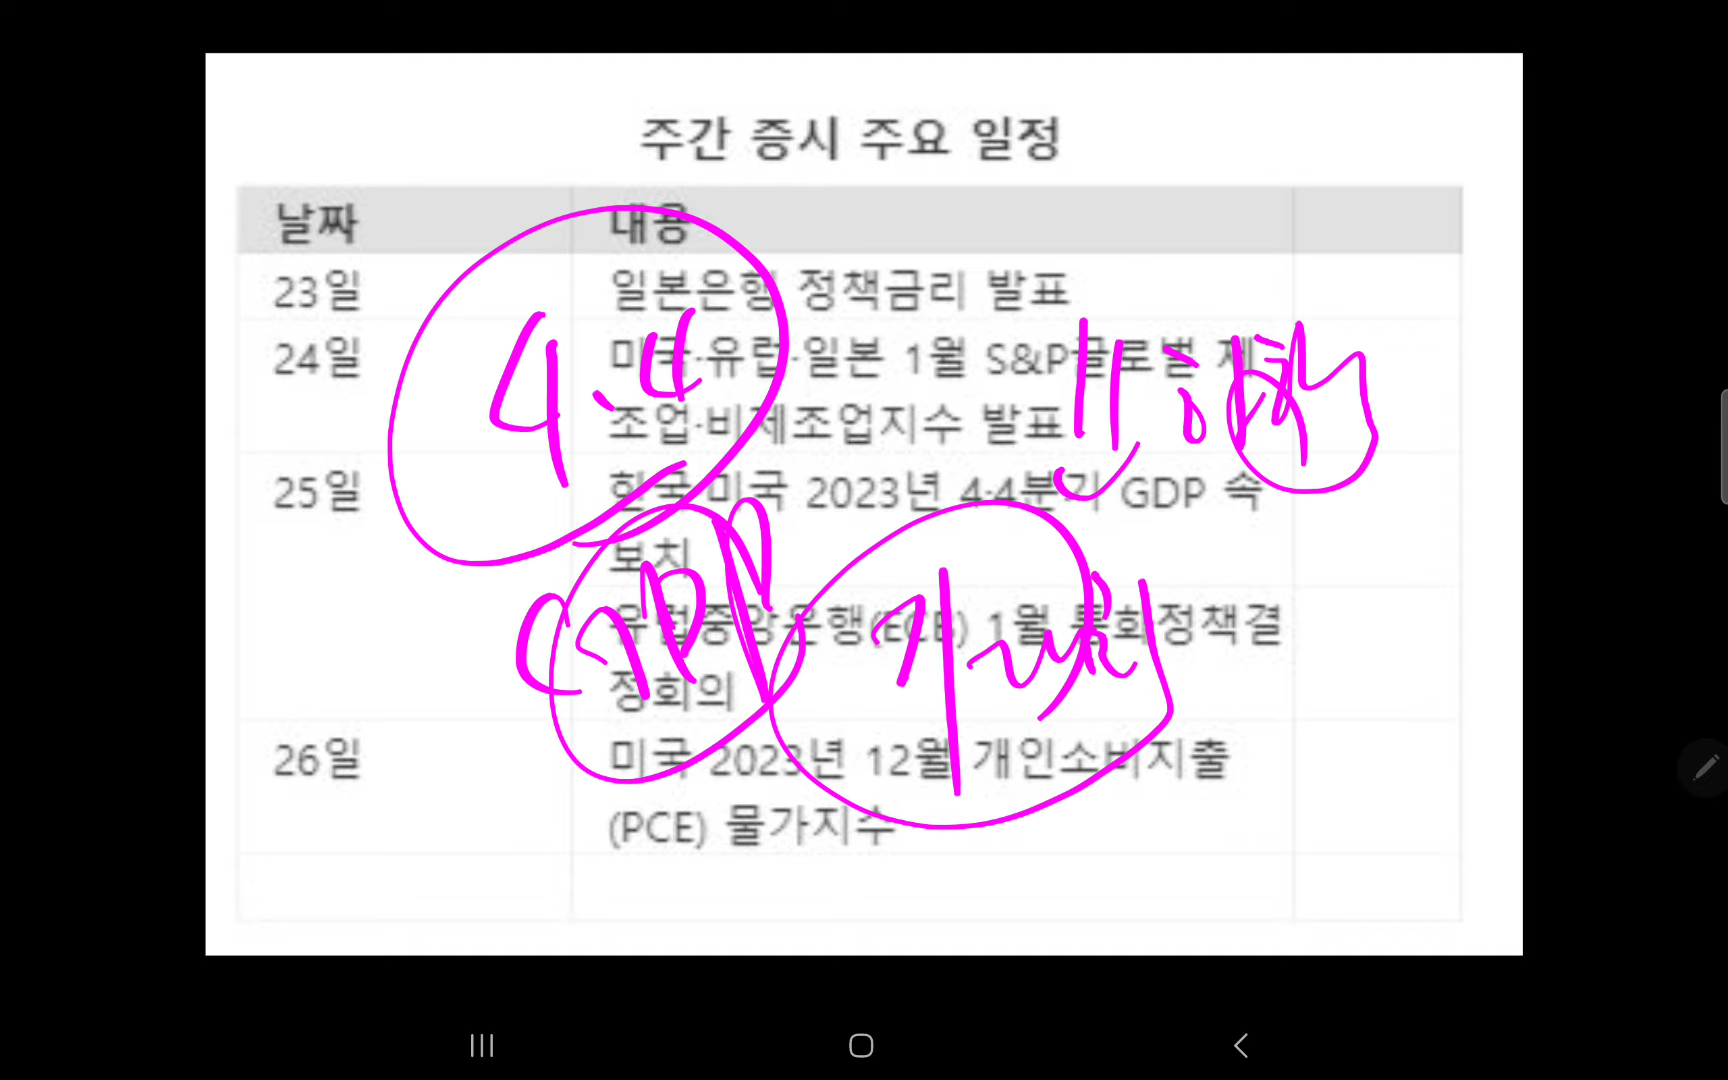 주간 증시 주요 일정
날짜 내용
23일 일본은행 정책금리 발표
24일 미국·유럽·일본 1월 S&P글로벌 제
조업·비제조업지수 발표
25일 한국·미국 2023년 4·4분기 GDP 속
보치
유럽중앙은행(ECB) 1월 통화정책결
정회의
26일 미국 2023년 12월 개인소비지출
(PCE) 물가지수
4.4